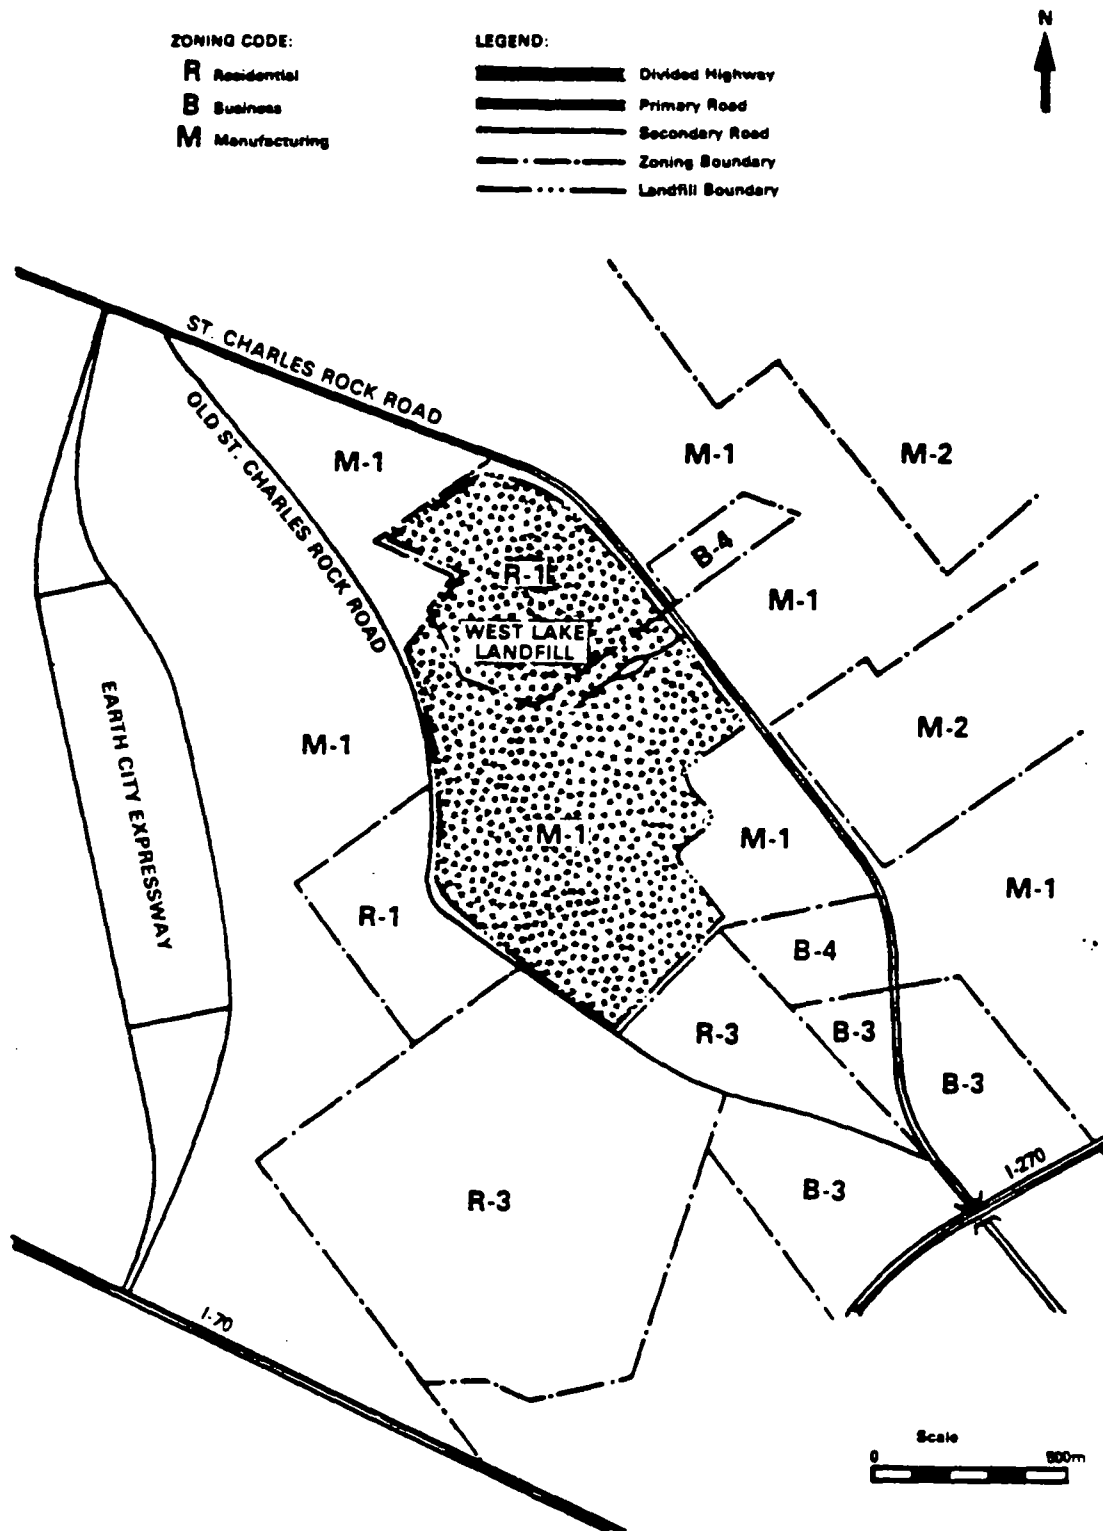 N
ZONING CODE:
R Residential
B Business
M Manufacturing
LEGEND:
Divided Highway
Primary Road
Secondary Road
Zoning Boundary
Landfill Boundary
ST. CHARLES ROCK ROAD
OLD ST. CHARLES ROCK ROAD
M-1
M-1
M-2
B-4
R-1
M-1
WEST LAKE
LANDFILL
EARTH CITY EXPRESSWAY
M-1
M-2
M-1
M-1
M-1
R-1
B-4
R-3
B-3
B-3
I-270
R-3
B-3
I-70
Scale
0 500m